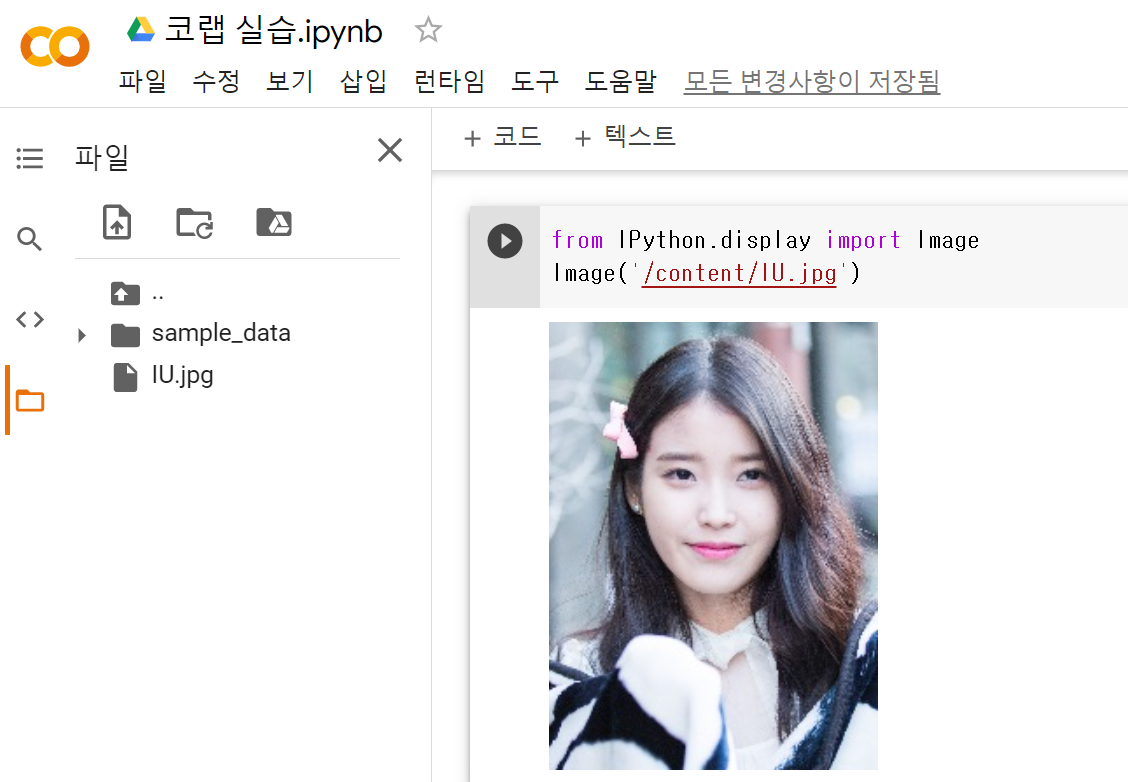 코랩 실습.ipynb
파일 수정 보기 삽입 런타임 도구 도움말 모든 변경사항이 저장됨
파일
+ 코드 + 텍스트
..
sample_data
IU.jpg
from IPython.display import Image
Image('/content/IU.jpg')